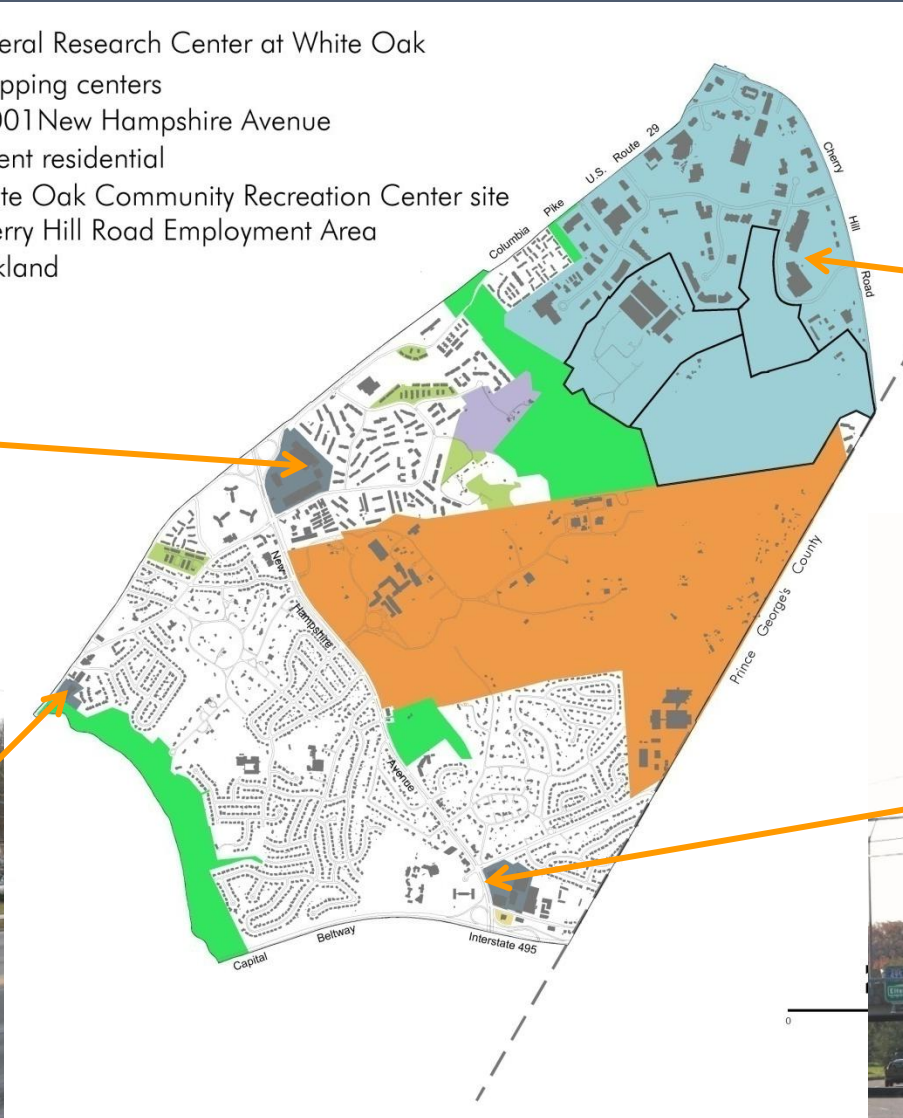 eral Research Center at White Oak
pping centers
001New Hampshire Avenue
ent residential
te Oak Community Recreation Center site
erry Hill Road Employment Area
kland
Columbia Pike U.S. Route 29
Cherry Hill Road
New Hampshire Avenue
Prince George's County
Capital Beltway Interstate 495
0